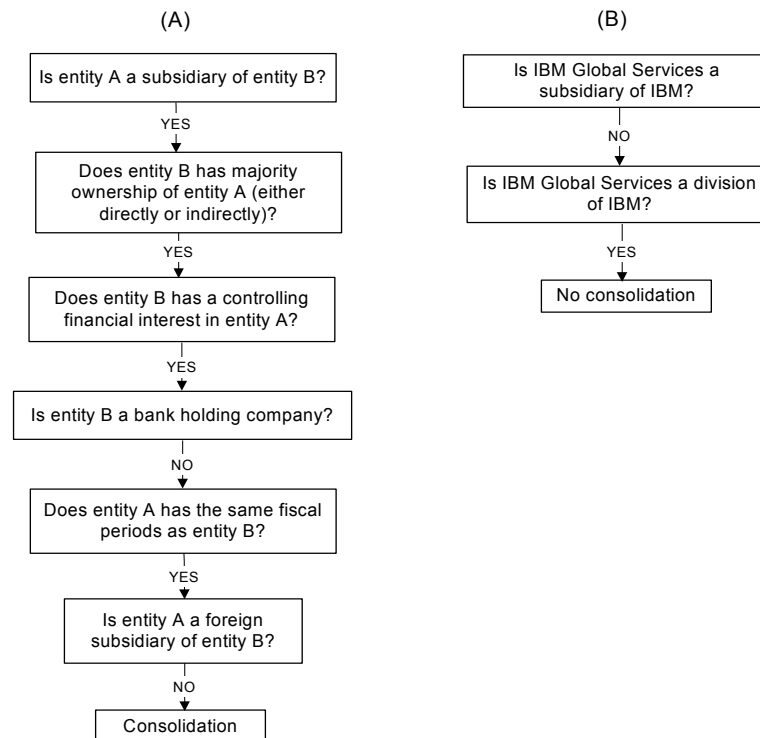 (A)
Is entity A a subsidiary of entity B?
YES
Does entity B has majority
ownership of entity A (either
directly or indirectly)?
YES
Does entity B has a controlling
financial interest in entity A?
YES
Is entity B a bank holding company?
NO
Does entity A has the same fiscal
periods as entity B?
YES
Is entity A a foreign
subsidiary of entity B?
NO
Consolidation
(B)
Is IBM Global Services a
subsidiary of IBM?
NO
Is IBM Global Services a division
of IBM?
YES
No consolidation